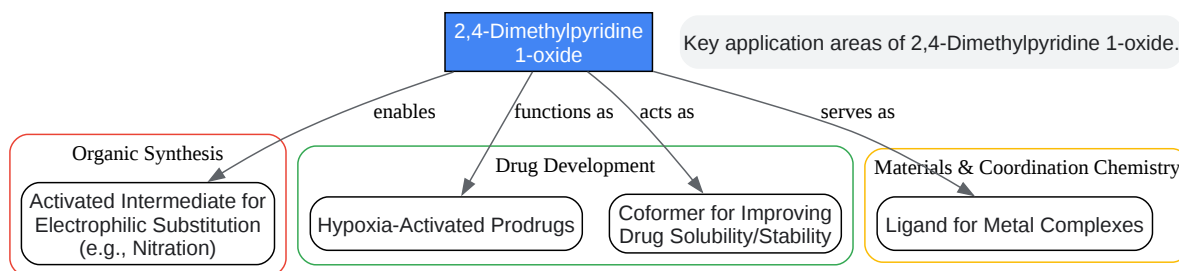 2,4-Dimethylpyridine
1-oxide
Key application areas of 2,4-Dimethylpyridine 1-oxide.
enables
functions as
acts as
serves as
Organic Synthesis
Activated Intermediate for
Electrophilic Substitution
(e.g., Nitration)
Drug Development
Hypoxia-Activated Prodrugs
Coformer for Improving
Drug Solubility/Stability
Materials & Coordination Chemistry
Ligand for Metal Complexes